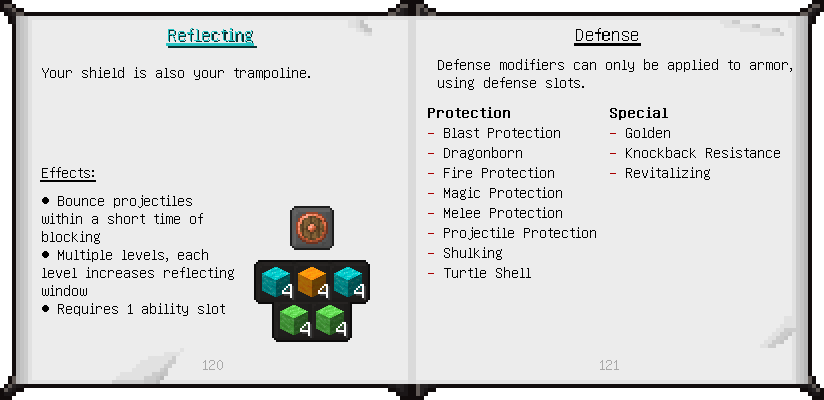 Reflecting
Your shield is also your trampoline.
Effects:
• Bounce projectiles
within a short time of
blocking
• Multiple levels, each
level increases reflecting
window
• Requires 1 ability slot
4 4 4
4 4
120
Defense
Defense modifiers can only be applied to armor,
using defense slots.
Protection
- Blast Protection
- Dragonborn
- Fire Protection
- Magic Protection
- Melee Protection
- Projectile Protection
- Shulking
- Turtle Shell
Special
- Golden
- Knockback Resistance
- Revitalizing
121